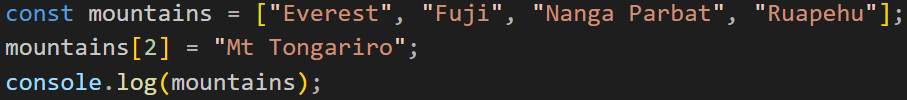 const mountains = ["Everest", "Fuji", "Nanga Parbat", "Ruapehu"];
mountains[2] = "Mt Tongariro";
console.log(mountains);